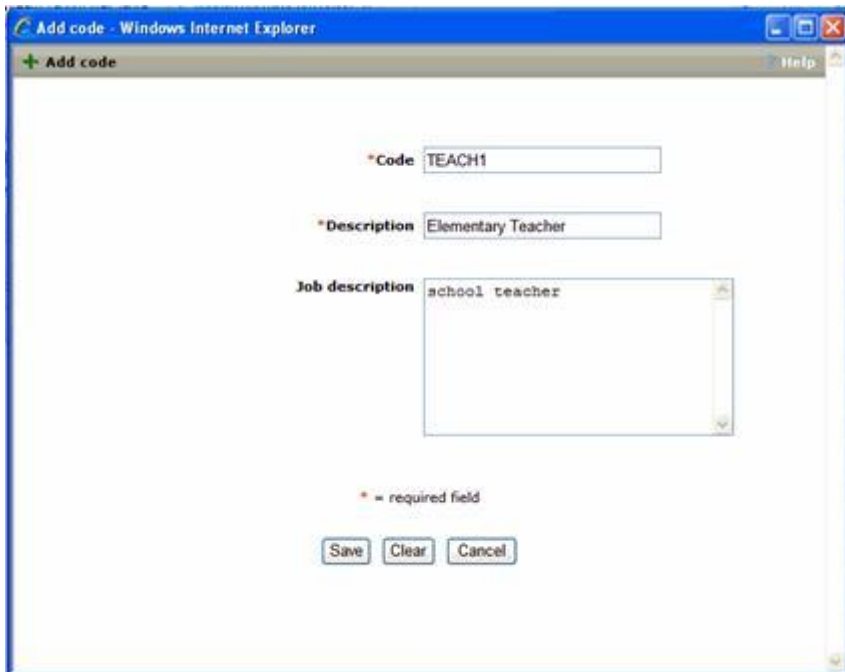 Add code - Windows Internet Explorer
Add code
Help
*Code TEACH1
*Description Elementary Teacher
Job description school teacher
* = required field
Save Clear Cancel